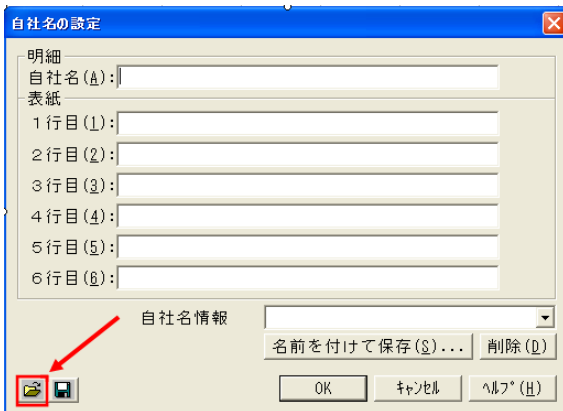 自社名の設定
明細
自社名(A):
表紙
1行目(1):
2行目(2):
3行目(3):
4行目(4):
5行目(5):
6行目(6):
自社名情報
名前を付けて保存(S)... 削除(D)
OK ｷｬﾝｾﾙ ﾍﾙﾌﾟ(H)